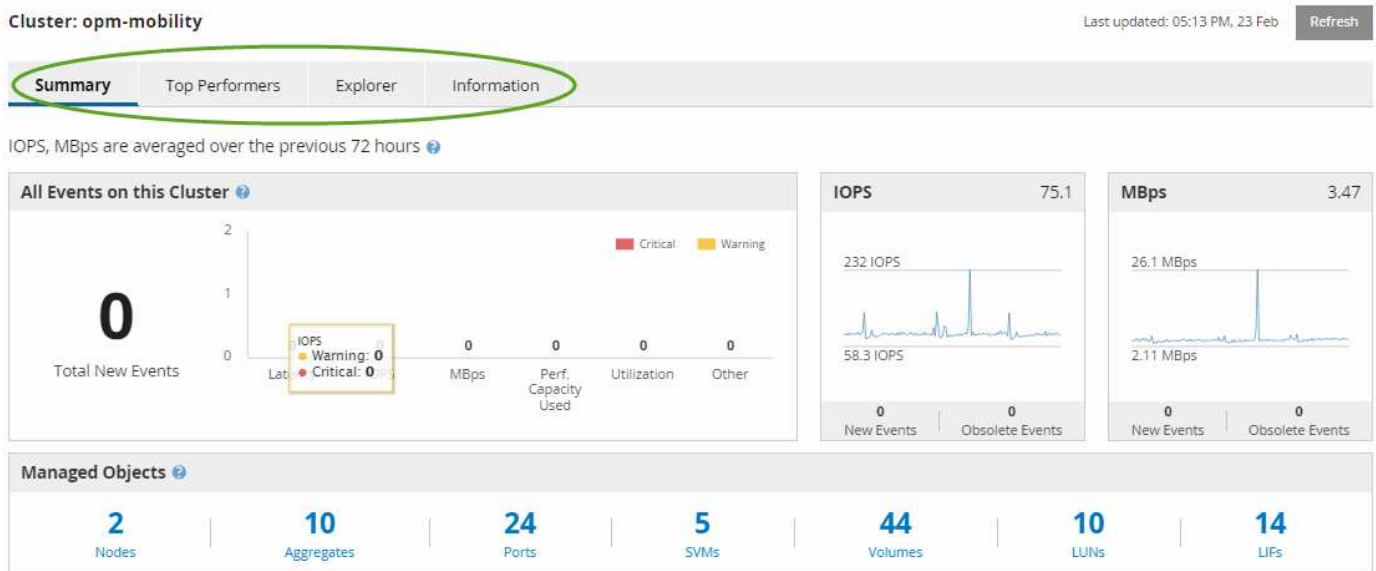 Cluster: opm-mobility
Last updated: 05:13 PM, 23 Feb
Refresh
Summary Top Performers Explorer Information
IOPS, MBps are averaged over the previous 72 hours
All Events on this Cluster
2
1
0
Critical Warning
0
Total New Events
IOPS
Warning: 0
Critical: 0
0 0 0 0
MBps Perf. Capacity Used Utilization Other
IOPS 75.1
232 IOPS
58.3 IOPS
0 0
New Events Obsolete Events
MBps 3.47
26.1 MBps
2.11 MBps
0 0
New Events Obsolete Events
Managed Objects
2 10 24 5 44 10 14
Nodes Aggregates Ports SVMs Volumes LUNs LIFs